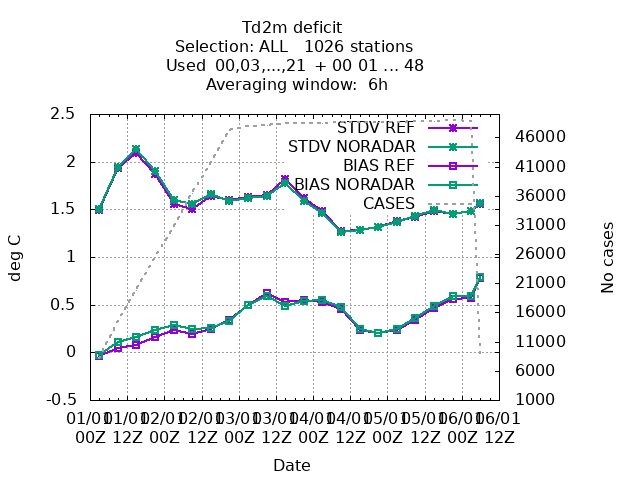 Td2m deficit
Selection: ALL   1026 stations
Used  00,03,...,21  + 00 01 ... 48
Averaging window:  6h
STDV REF
STDV NORADAR
BIAS REF
BIAS NORADAR
CASES
2.5
2
1.5
1
0.5
0
-0.5
deg C
46000
41000
36000
31000
26000
21000
16000
11000
6000
1000
No cases
01/01 01/01 02/01 02/01 03/01 03/01 04/01 04/01 05/01 05/01 06/01 06/01
00Z 12Z 00Z 12Z 00Z 12Z 00Z 12Z 00Z 12Z 00Z 12Z
Date